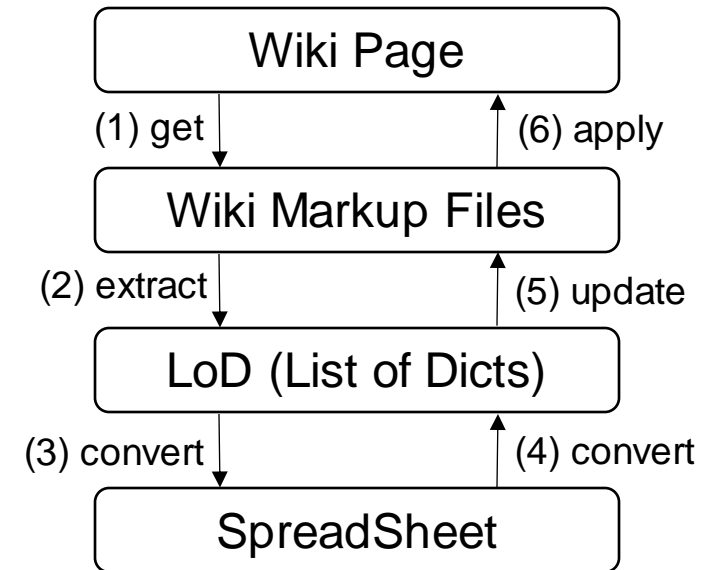 Wiki Page
(1) get
(6) apply
Wiki Markup Files
(2) extract
(5) update
LoD (List of Dicts)
(3) convert
(4) convert
SpreadSheet